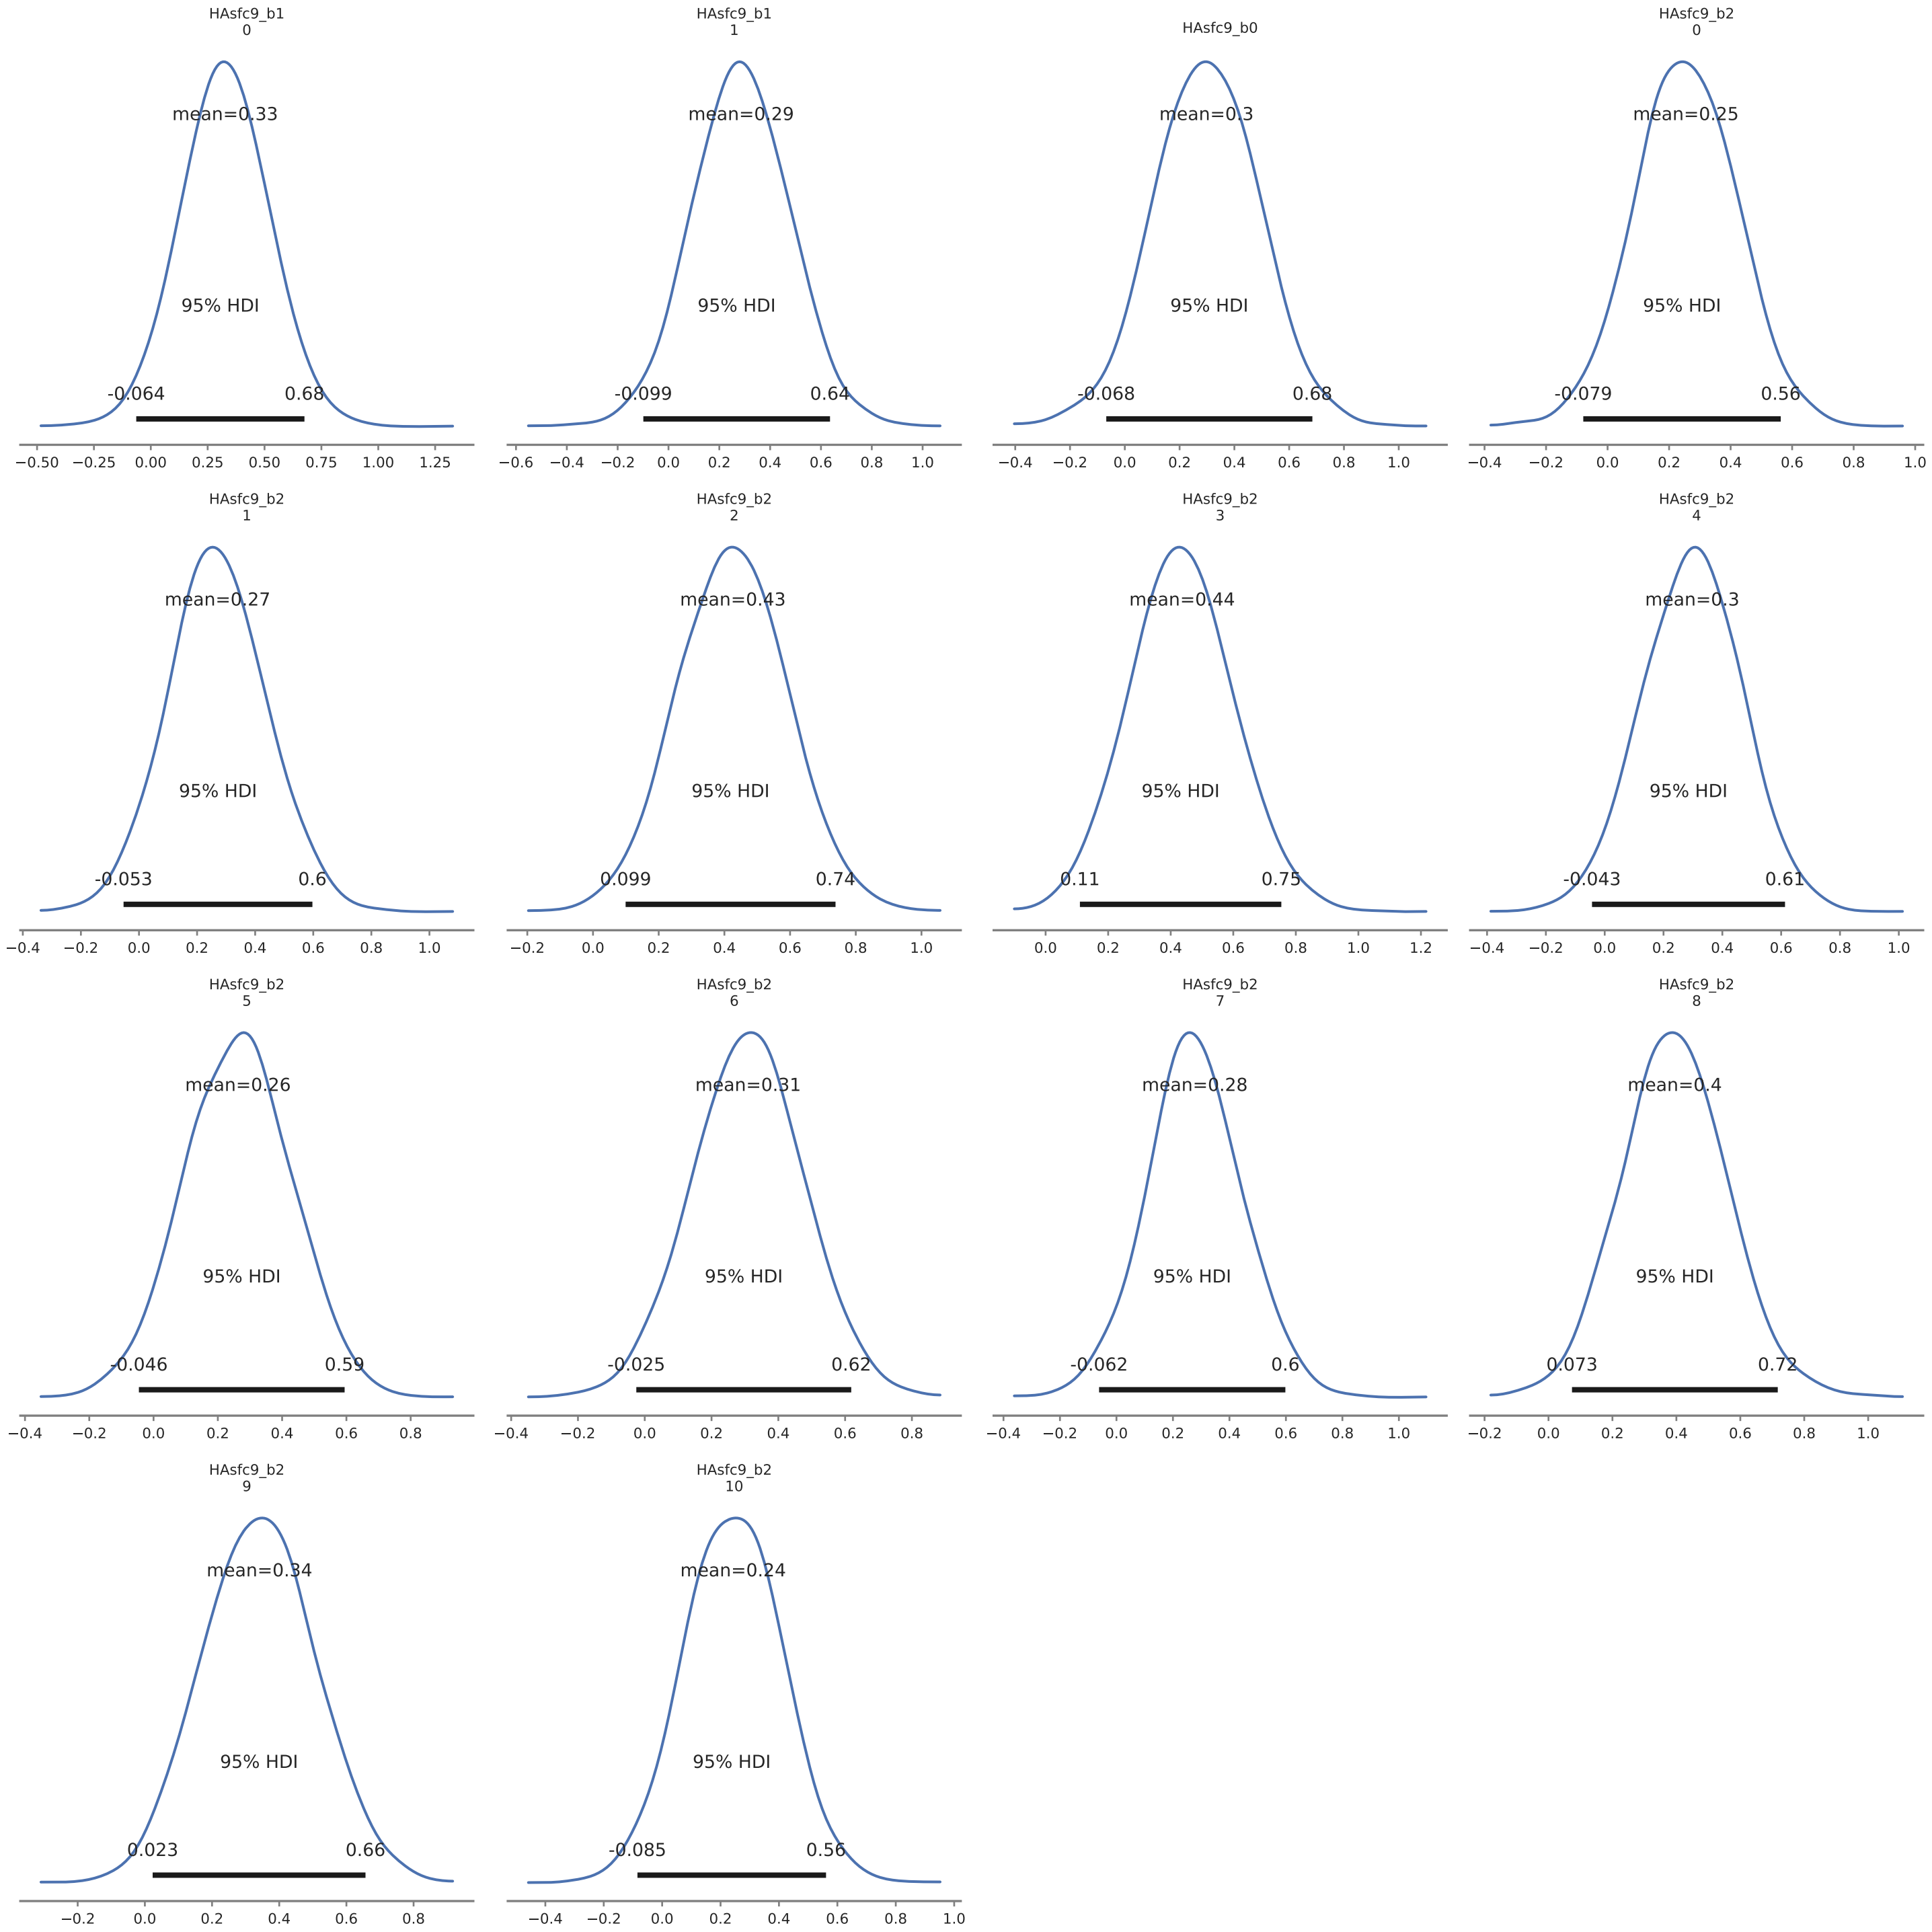 HAsfc9_b1
0
mean=0.33
95% HDI
-0.064 0.68
−0.50 −0.25 0.00 0.25 0.50 0.75 1.00 1.25
HAsfc9_b1
1
mean=0.29
95% HDI
-0.099 0.64
−0.6 −0.4 −0.2 0.0 0.2 0.4 0.6 0.8 1.0
HAsfc9_b0
mean=0.3
95% HDI
-0.068 0.68
−0.4 −0.2 0.0 0.2 0.4 0.6 0.8 1.0
HAsfc9_b2
0
mean=0.25
95% HDI
-0.079 0.56
−0.4 −0.2 0.0 0.2 0.4 0.6 0.8 1.0
HAsfc9_b2
1
mean=0.27
95% HDI
-0.053 0.6
−0.4 −0.2 0.0 0.2 0.4 0.6 0.8 1.0
HAsfc9_b2
2
mean=0.43
95% HDI
0.099 0.74
−0.2 0.0 0.2 0.4 0.6 0.8 1.0
HAsfc9_b2
3
mean=0.44
95% HDI
0.11 0.75
0.0 0.2 0.4 0.6 0.8 1.0 1.2
HAsfc9_b2
4
mean=0.3
95% HDI
-0.043 0.61
−0.4 −0.2 0.0 0.2 0.4 0.6 0.8 1.0
HAsfc9_b2
5
mean=0.26
95% HDI
-0.046 0.59
−0.4 −0.2 0.0 0.2 0.4 0.6 0.8
HAsfc9_b2
6
mean=0.31
95% HDI
-0.025 0.62
−0.4 −0.2 0.0 0.2 0.4 0.6 0.8
HAsfc9_b2
7
mean=0.28
95% HDI
-0.062 0.6
−0.4 −0.2 0.0 0.2 0.4 0.6 0.8 1.0
HAsfc9_b2
8
mean=0.4
95% HDI
0.073 0.72
−0.2 0.0 0.2 0.4 0.6 0.8 1.0
HAsfc9_b2
9
mean=0.34
95% HDI
0.023 0.66
−0.2 0.0 0.2 0.4 0.6 0.8
HAsfc9_b2
10
mean=0.24
95% HDI
-0.085 0.56
−0.4 −0.2 0.0 0.2 0.4 0.6 0.8 1.0